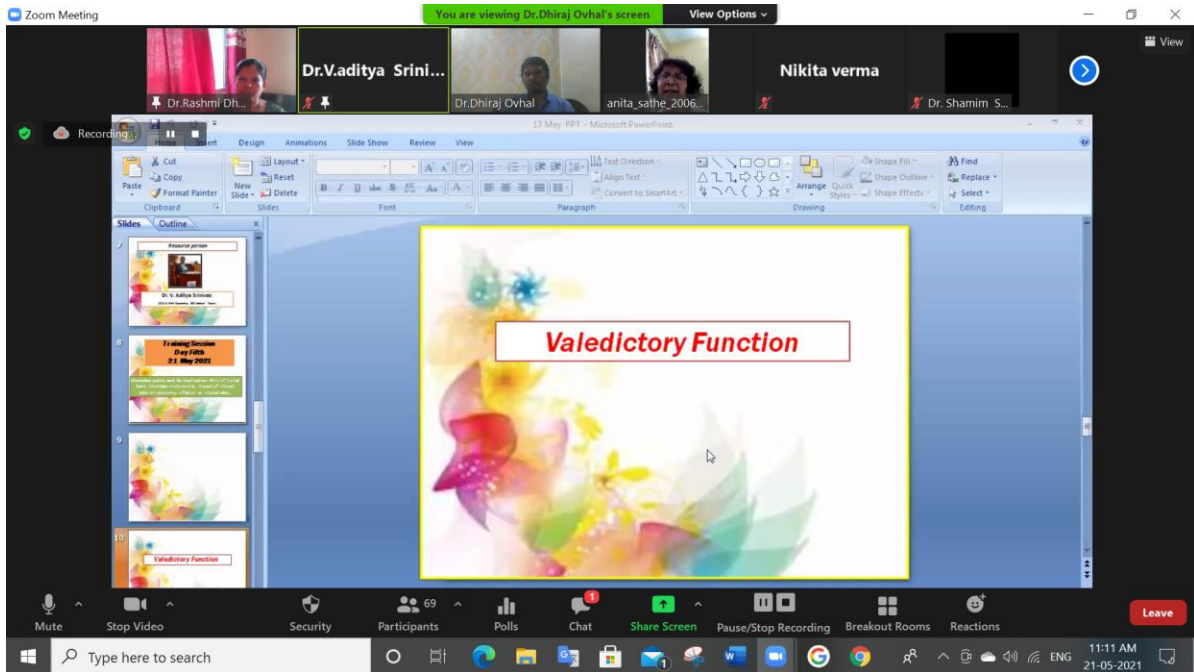 Zoom Meeting
You are viewing Dr.Dhiraj Ovhal's screen
View Options
View
Dr.V.aditya Srini...
Nikita verma
Dr.Rashmi Dh...
Dr.Dhiraj Ovhal
anita_sathe_2006...
Dr. Shamim S...
Recording...
17 May PPT - Microsoft PowerPoint
Home Insert Design Animations Slide Show Review View
Paste
Cut
Copy
Format Painter
Clipboard
New Slide
Layout
Reset
Delete
Slides
Font
Text Direction
Align Text
Convert to SmartArt
Paragraph
Arrange
Quick Styles
Shape Fill
Shape Outline
Shape Effects
Drawing
Find
Replace
Select
Editing
Slides Outline
Resource person
Dr. V. Aditya Srinivas
8
Training Session
Day Fifth
21 May 2021
9
10
Valedictory Function
Valedictory Function
Mute
Stop Video
Security
69
Participants
Polls
1
Chat
Share Screen
Pause/Stop Recording
Breakout Rooms
Reactions
Leave
Type here to search
ENG
11:11 AM
21-05-2021